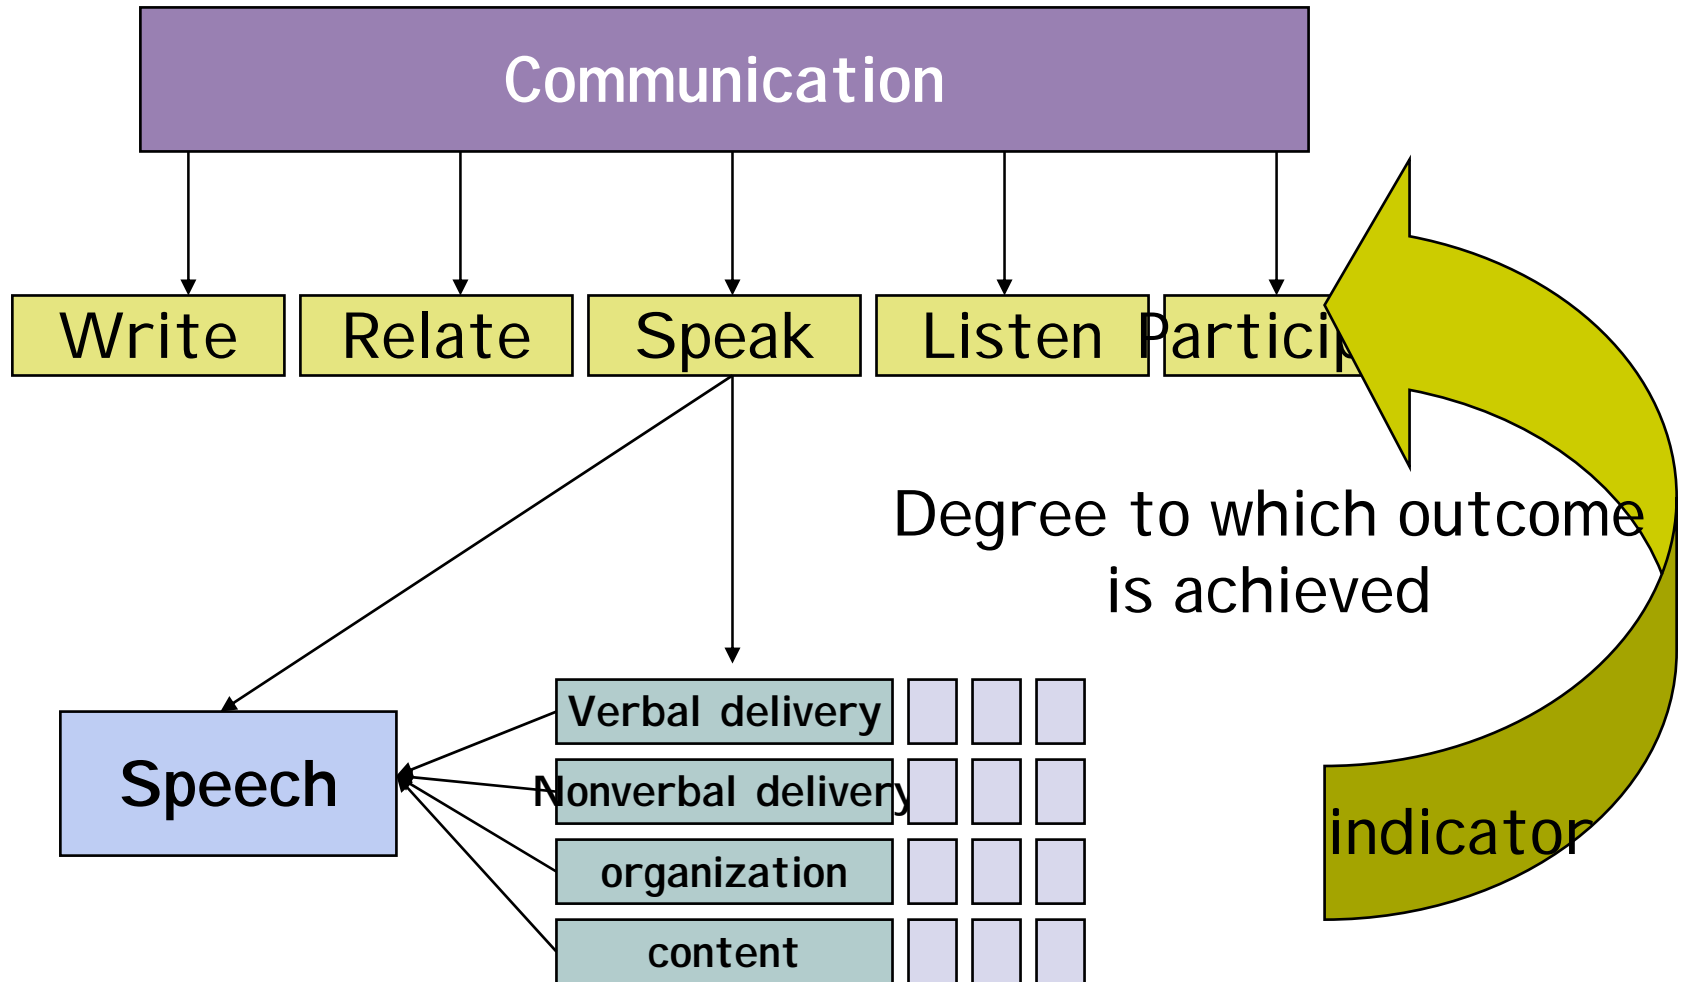 Communication
Write
Relate
Speak
Listen
Particip
Degree to which outcome
is achieved
Verbal delivery
Speech
Nonverbal delivery
indicator
organization
content